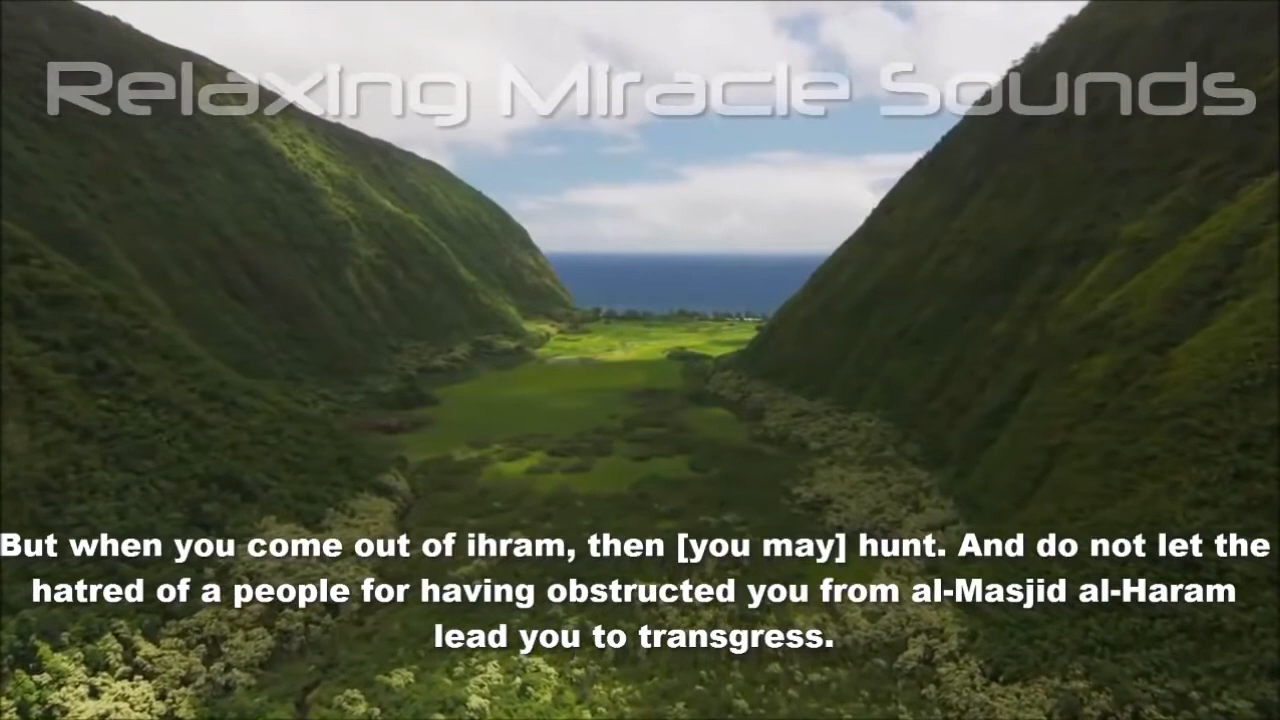 Relaxing Miracle Sounds
But when you come out of ihram, then [you may] hunt. And do not let the
hatred of a people for having obstructed you from al-Masjid al-Haram
lead you to transgress.